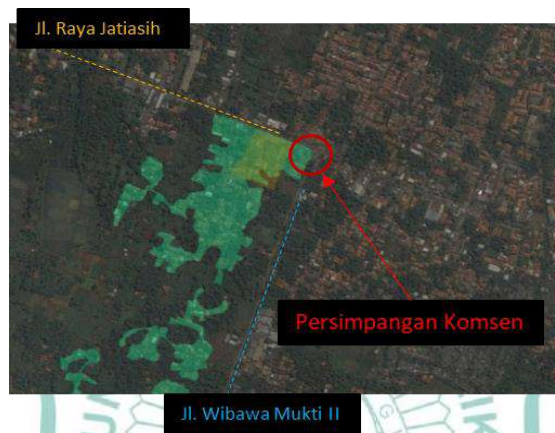 Jl. Raya Jatiasih
Persimpangan Komsen
Jl. Wibawa Mukti II